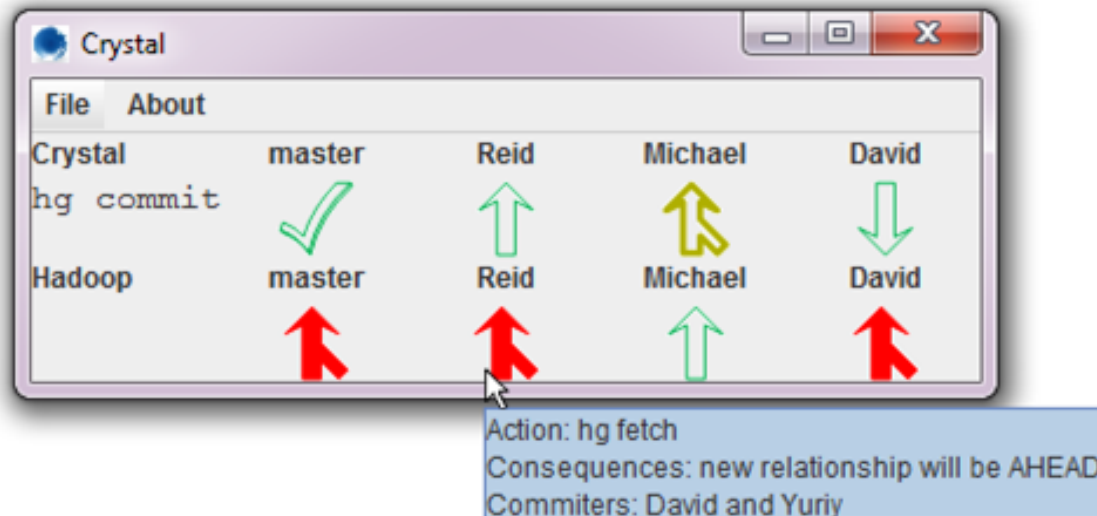 Crystal
File About
Crystal master Reid Michael David
hg commit
Hadoop master Reid Michael David
Action: hg fetch
Consequences: new relationship will be AHEAD
Commiters: David and Yuriy